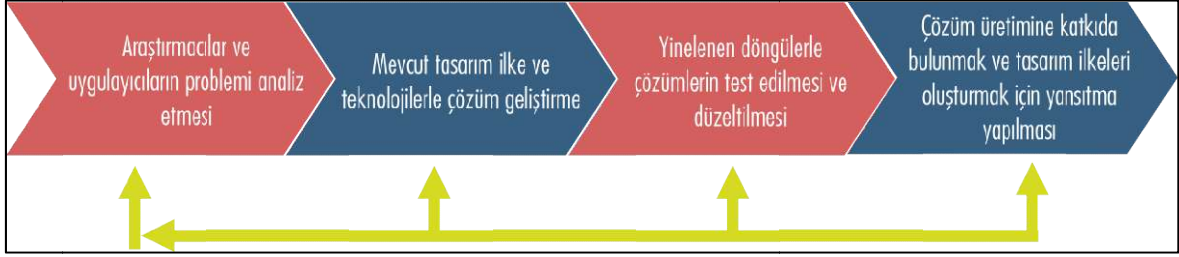 Araştırmacılar ve
uygulayıcıların problemi analiz
etmesi
Mevcut tasarım ilke ve
teknolojilerle çözüm geliştirme
Yinelenen döngülerle
çözümlerin test edilmesi ve
düzeltilmesi
Çözüm üretimine katkıda
bulunmak ve tasarım ilkeleri
oluşturmak için yansıtma
yapılması